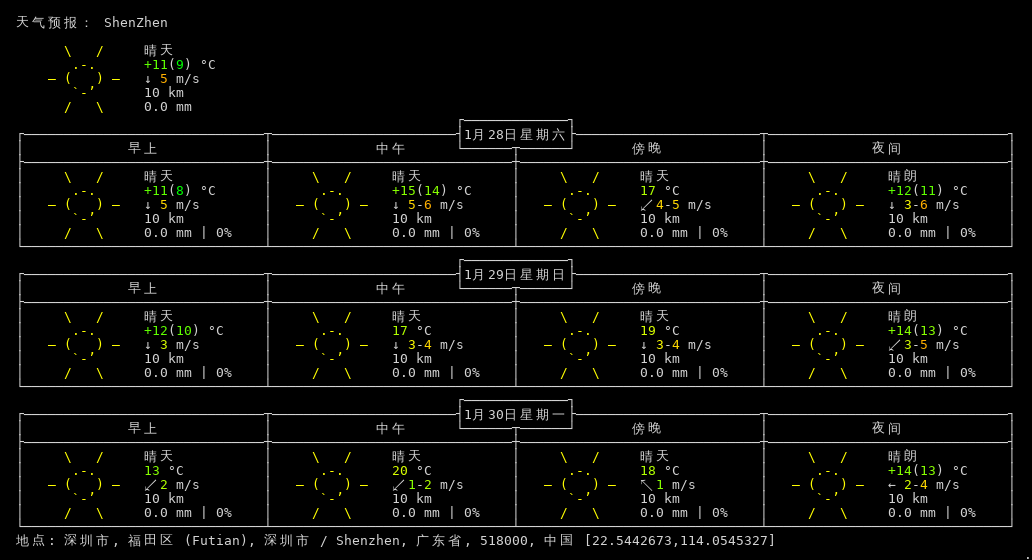 天气预报： ShenZhen
晴天
+11(9) °C
↓ 5 m/s
10 km
0.0 mm
1月28日星期六
早上 中午 傍晚 夜间
晴天 晴天 晴天 晴朗
+11(8) °C +15(14) °C 17 °C +12(11) °C
↓ 5 m/s ↓ 5-6 m/s ↙ 4-5 m/s ↓ 3-6 m/s
10 km 10 km 10 km 10 km
0.0 mm | 0% 0.0 mm | 0% 0.0 mm | 0% 0.0 mm | 0%
1月29日星期日
早上 中午 傍晚 夜间
晴天 晴天 晴天 晴朗
+12(10) °C 17 °C 19 °C +14(13) °C
↓ 3 m/s ↓ 3-4 m/s ↓ 3-4 m/s ↙ 3-5 m/s
10 km 10 km 10 km 10 km
0.0 mm | 0% 0.0 mm | 0% 0.0 mm | 0% 0.0 mm | 0%
1月30日星期一
早上 中午 傍晚 夜间
晴天 晴天 晴天 晴朗
13 °C 20 °C 18 °C +14(13) °C
↙ 2 m/s ↙ 1-2 m/s ↖ 1 m/s ← 2-4 m/s
10 km 10 km 10 km 10 km
0.0 mm | 0% 0.0 mm | 0% 0.0 mm | 0% 0.0 mm | 0%
地点: 深圳市, 福田区 (Futian), 深圳市 / Shenzhen, 广东省, 518000, 中国 [22.5442673,114.0545327]